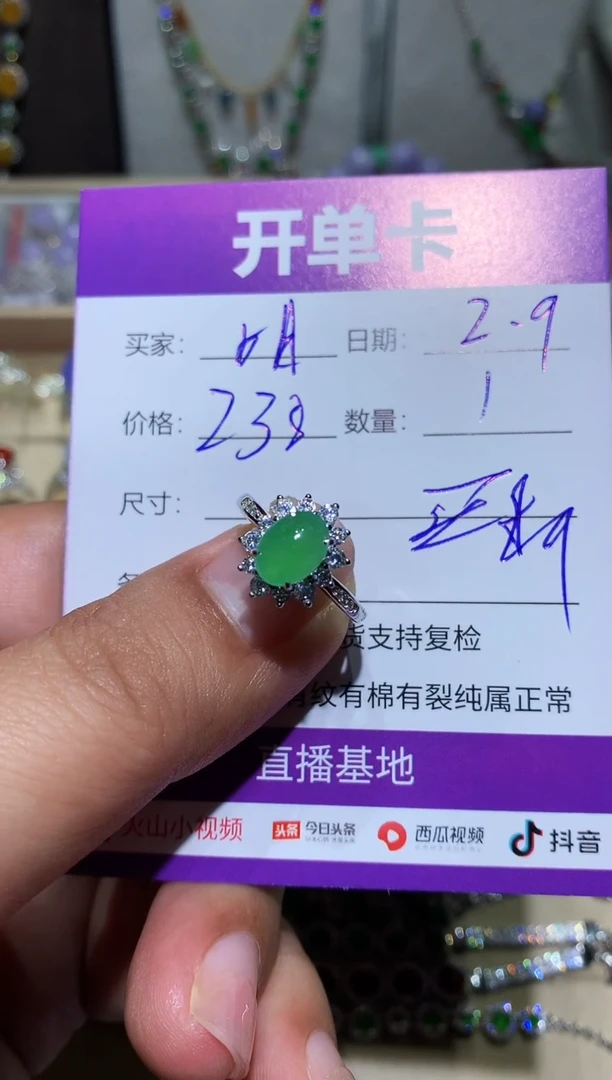 开单卡
买家: 日期: 2.9
价格: 238 数量: 1
尺寸:
货支持复检
有纹有棉有裂纯属正常
直播基地
火山小视频 头条 今日头条 西瓜视频 抖音